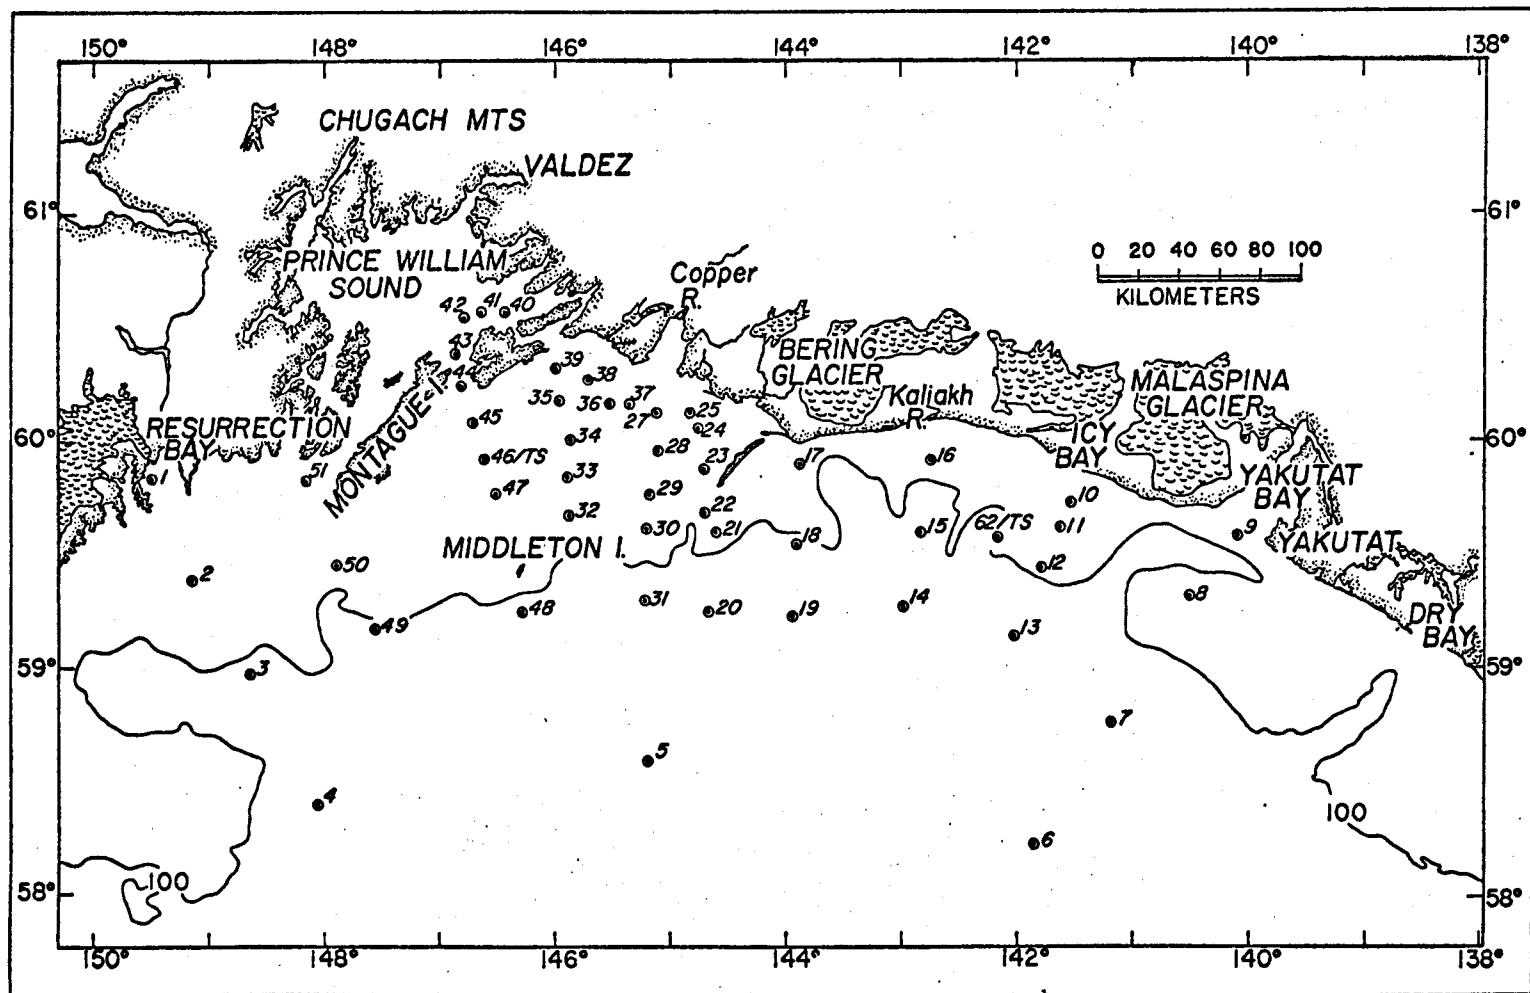 150° 148° 146° 144° 142° 140° 138°
CHUGACH MTS
VALDEZ
61° 61°
PRINCE WILLIAM
SOUND
Copper
R.
0 20 40 60 80 100
KILOMETERS
42 41 40
43
44
BERING
GLACIER
39
38
35 36 37
27 25
24
Kaliakh
R.
MALASPINA
GLACIER
RESURRECTION
BAY
MONTAGUE I.
60° 60°
45
34
28
46/TS
33
23
17
16
ICY
BAY
YAKUTAT
BAY
1
51
47
29
10
32
30
22
21
18
15
62/TS
11
9
YAKUTAT
MIDDLETON I.
2
50
12
8
DRY
BAY
49
48
31
20
19
14
13
59° 59°
3
7
5
4
6
100
100
58° 58°
150° 148° 146° 144° 142° 140° 138°